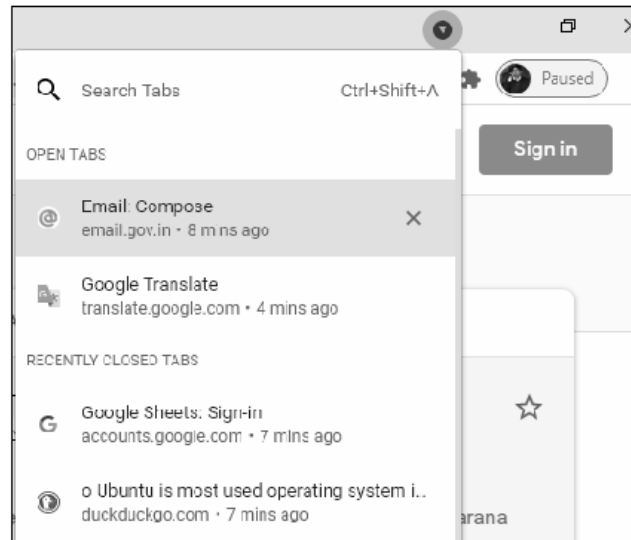 Search Tabs Ctrl+Shift+A
Paused
Sign in
OPEN TABS
Email: Compose
email.gov.in • 8 mins ago
Google Translate
translate.google.com • 4 mins ago
RECENTLY CLOSED TABS
Google Sheets: Sign-in
accounts.google.com • 7 mins ago
o Ubuntu is most used operating system i...
duckduckgo.com • 7 mins ago
arana